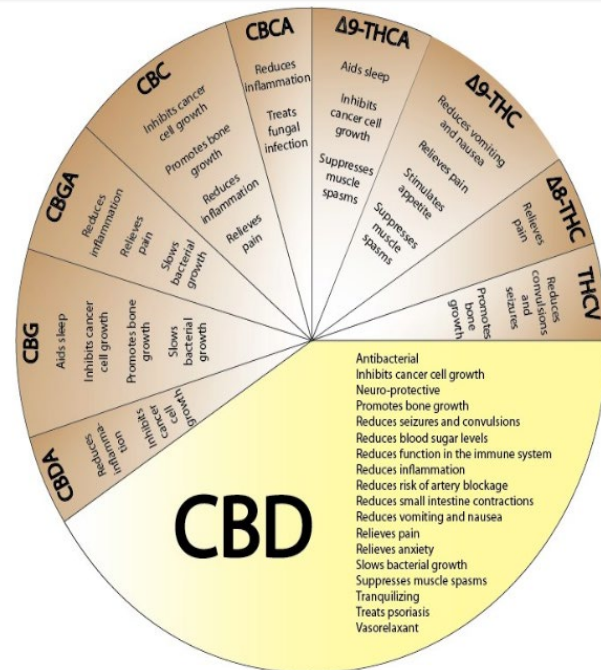 CBCA
Reduces
inflammation
Treats
fungal
infection
Δ9-THCA
Aids sleep
Inhibits
cancer cell
growth
Suppresses
muscle
spasms
Δ9-THC
Reduces vomiting
and nausea
Relieves pain
Stimulates
appetite
Suppresses
muscle
spasms
Δ8-THC
Relieves
pain
THCV
Reduces
convulsions
and
seizures
Promotes
bone
growth
CBC
Inhibits cancer
cell growth
Promotes bone
growth
Reduces
inflammation
Relieves
pain
CBGA
Reduces
inflammation
Relieves
pain
Slows
bacterial
growth
CBG
Aids sleep
Inhibits cancer
cell growth
Promotes bone
growth
Slows
bacterial
growth
CBDA
Reduces
inflamma-
tion
Inhibits
cancer
cell
growth
CBD
Antibacterial
Inhibits cancer cell growth
Neuro-protective
Promotes bone growth
Reduces seizures and convulsions
Reduces blood sugar levels
Reduces function in the immune system
Reduces inflammation
Reduces risk of artery blockage
Reduces small intestine contractions
Reduces vomiting and nausea
Relieves pain
Relieves anxiety
Slows bacterial growth
Suppresses muscle spasms
Tranquilizing
Treats psoriasis
Vasorelaxant